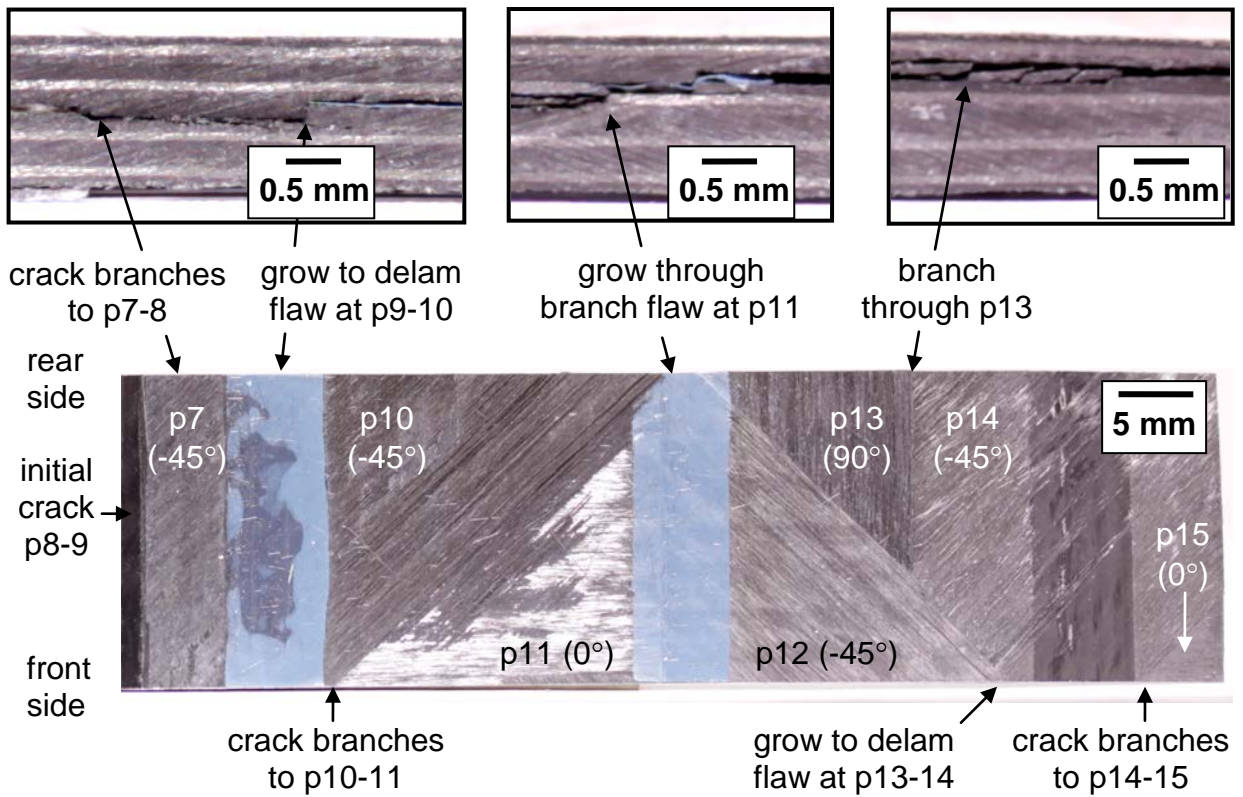 0.5 mm
0.5 mm
0.5 mm
crack branches
to p7-8
grow to delam
flaw at p9-10
grow through
branch flaw at p11
branch
through p13
rear
side
initial
crack
p8-9
front
side
p7
(-45°)
p10
(-45°)
p11 (0°)
p12 (-45°)
p13
(90°)
p14
(-45°)
p15
(0°)
5 mm
crack branches
to p10-11
grow to delam
flaw at p13-14
crack branches
to p14-15